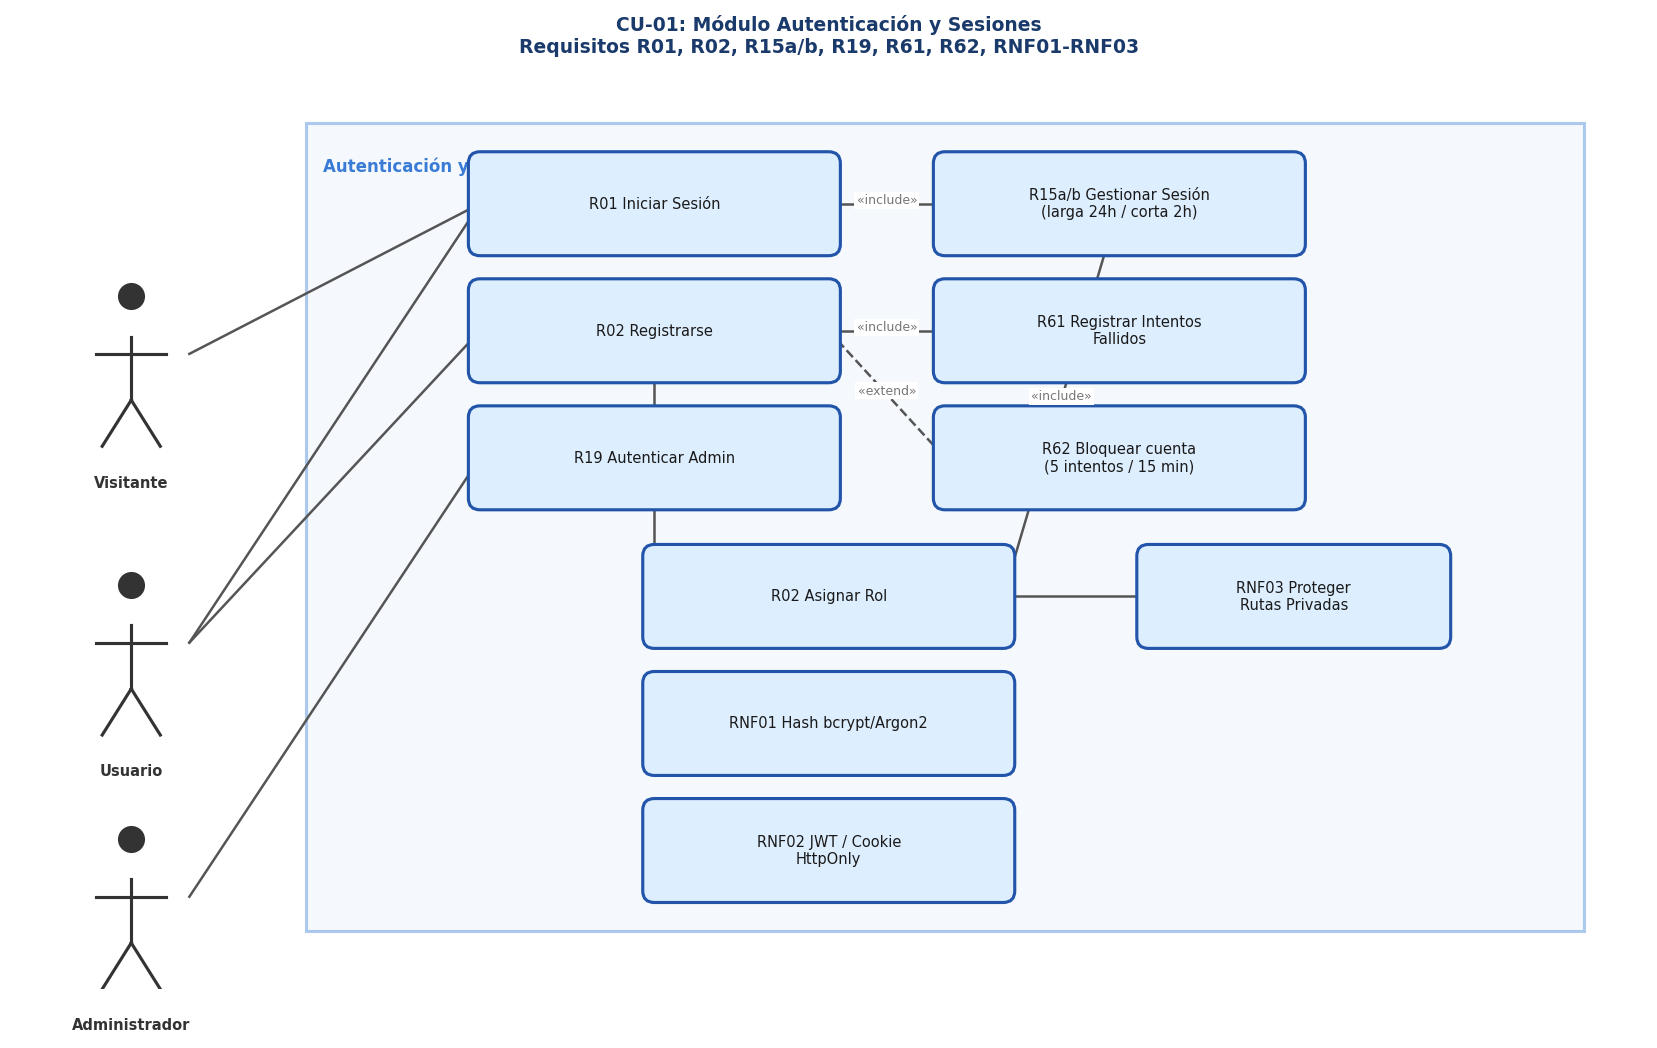 CU-01: Módulo Autenticación y Sesiones
Requisitos R01, R02, R15a/b, R19, R61, R62, RNF01-RNF03
Autenticación y
R01 Iniciar Sesión
«include»
R15a/b Gestionar Sesión
(larga 24h / corta 2h)
R02 Registrarse
«include»
R61 Registrar Intentos
Fallidos
«extend»
«include»
R19 Autenticar Admin
R62 Bloquear cuenta
(5 intentos / 15 min)
Visitante
R02 Asignar Rol
RNF03 Proteger
Rutas Privadas
RNF01 Hash bcrypt/Argon2
Usuario
RNF02 JWT / Cookie
HttpOnly
Administrador